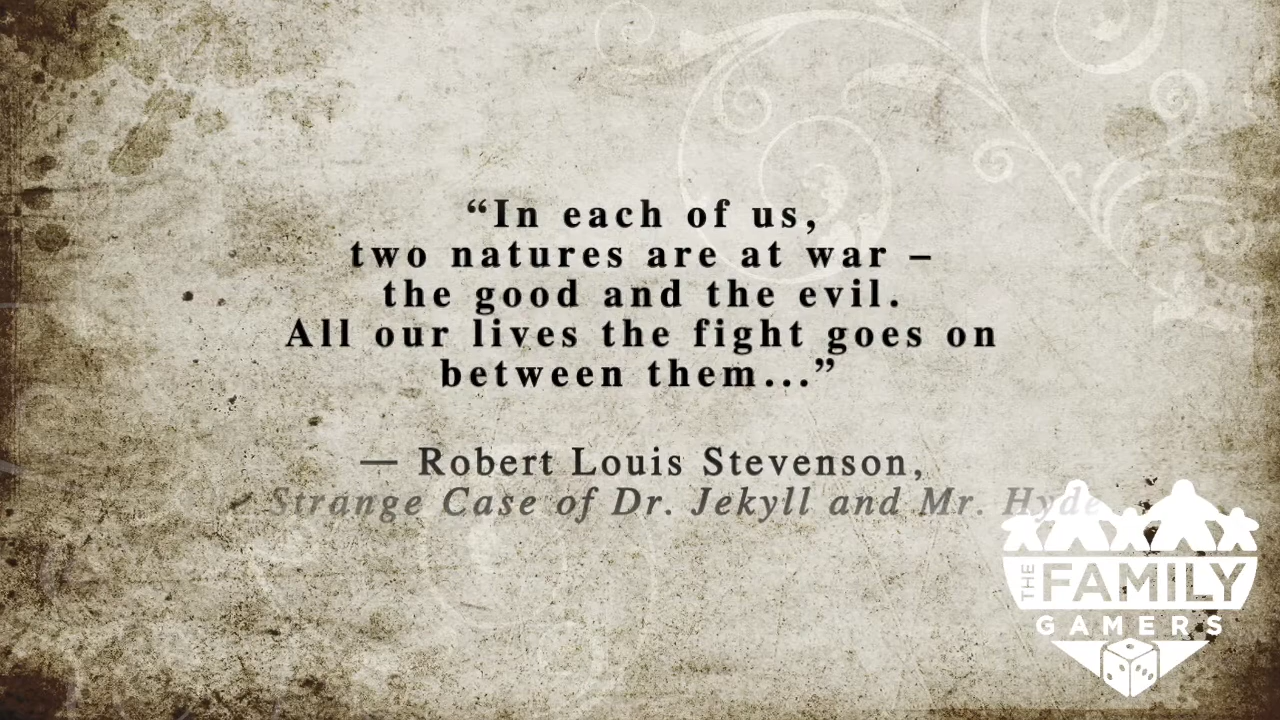 “In each of us,
two natures are at war –
the good and the evil.
All our lives the fight goes on
between them...”
— Robert Louis Stevenson,
Strange Case of Dr. Jekyll and Mr. Hyde
THE FAMILY
GAMERS